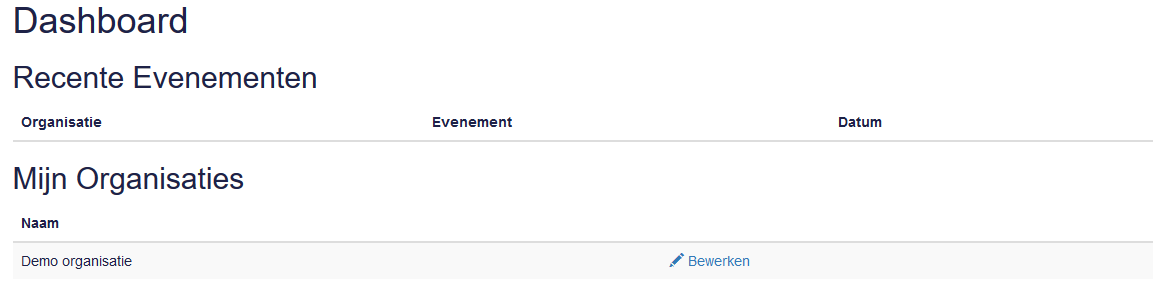 Dashboard
Recente Evenementen
Organisatie Evenement Datum
Mijn Organisaties
Naam
Demo organisatie Bewerken